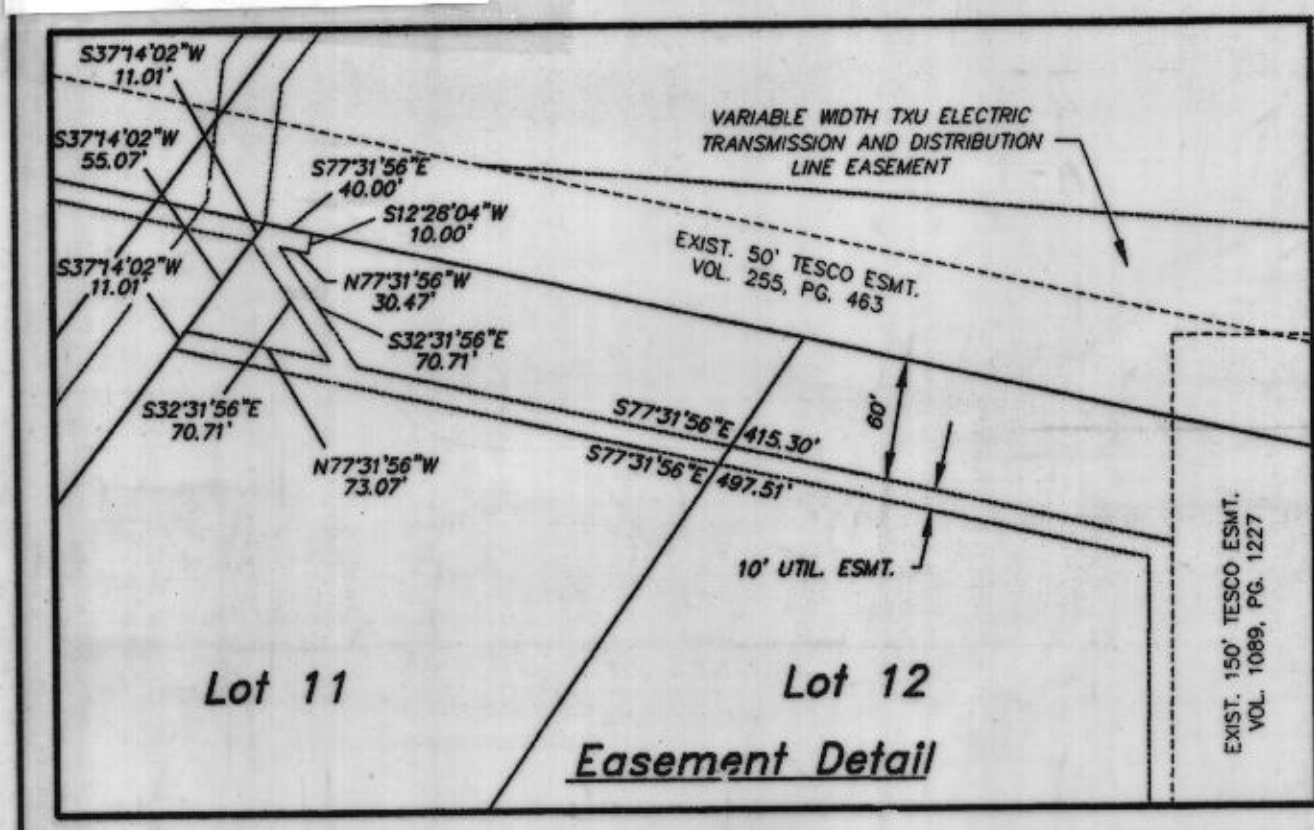 S37°14'02"W
11.01'
S37°14'02"W
55.07'
S77°31'56"E
40.00'
S12°28'04"W
10.00'
VARIABLE WIDTH TXU ELECTRIC
TRANSMISSION AND DISTRIBUTION
LINE EASEMENT
S37°14'02"W
11.01'
N77°31'56"W
30.47'
EXIST. 50' TESCO ESMT.
VOL. 255, PG. 463
S32°31'56"E
70.71'
S32°31'56"E
70.71'
N77°31'56"W
73.07'
S77°31'56"E 415.30'
S77°31'56"E 497.51'
60'
10' UTIL. ESMT.
EXIST. 150' TESCO ESMT.
VOL. 1089, PG. 1227
Lot 11
Lot 12
Easement Detail